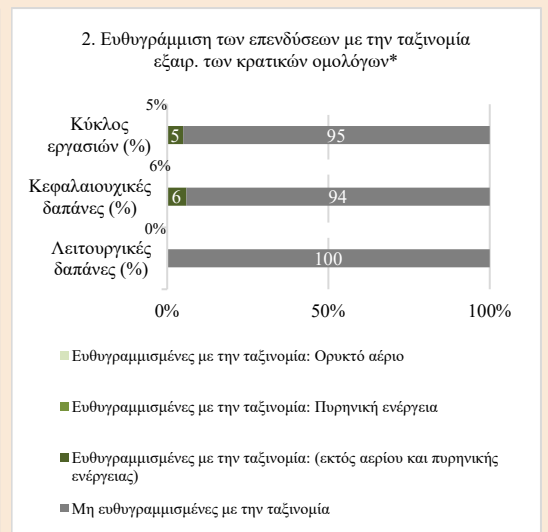 2. Ευθυγράμμιση των επενδύσεων με την ταξινομία
εξαιρ. των κρατικών ομολόγων*
5%
Κύκλος
εργασιών (%)
5
95
6%
Κεφαλαιουχικές
δαπάνες (%)
6
94
0%
Λειτουργικές
δαπάνες (%)
100
0%
50%
100%
Ευθυγραμμισμένες με την ταξινομία: Ορυκτό αέριο
Ευθυγραμμισμένες με την ταξινομία: Πυρηνική ενέργεια
Ευθυγραμμισμένες με την ταξινομία: (εκτός αερίου και πυρηνικής
ενέργειας)
Μη ευθυγραμμισμένες με την ταξινομία